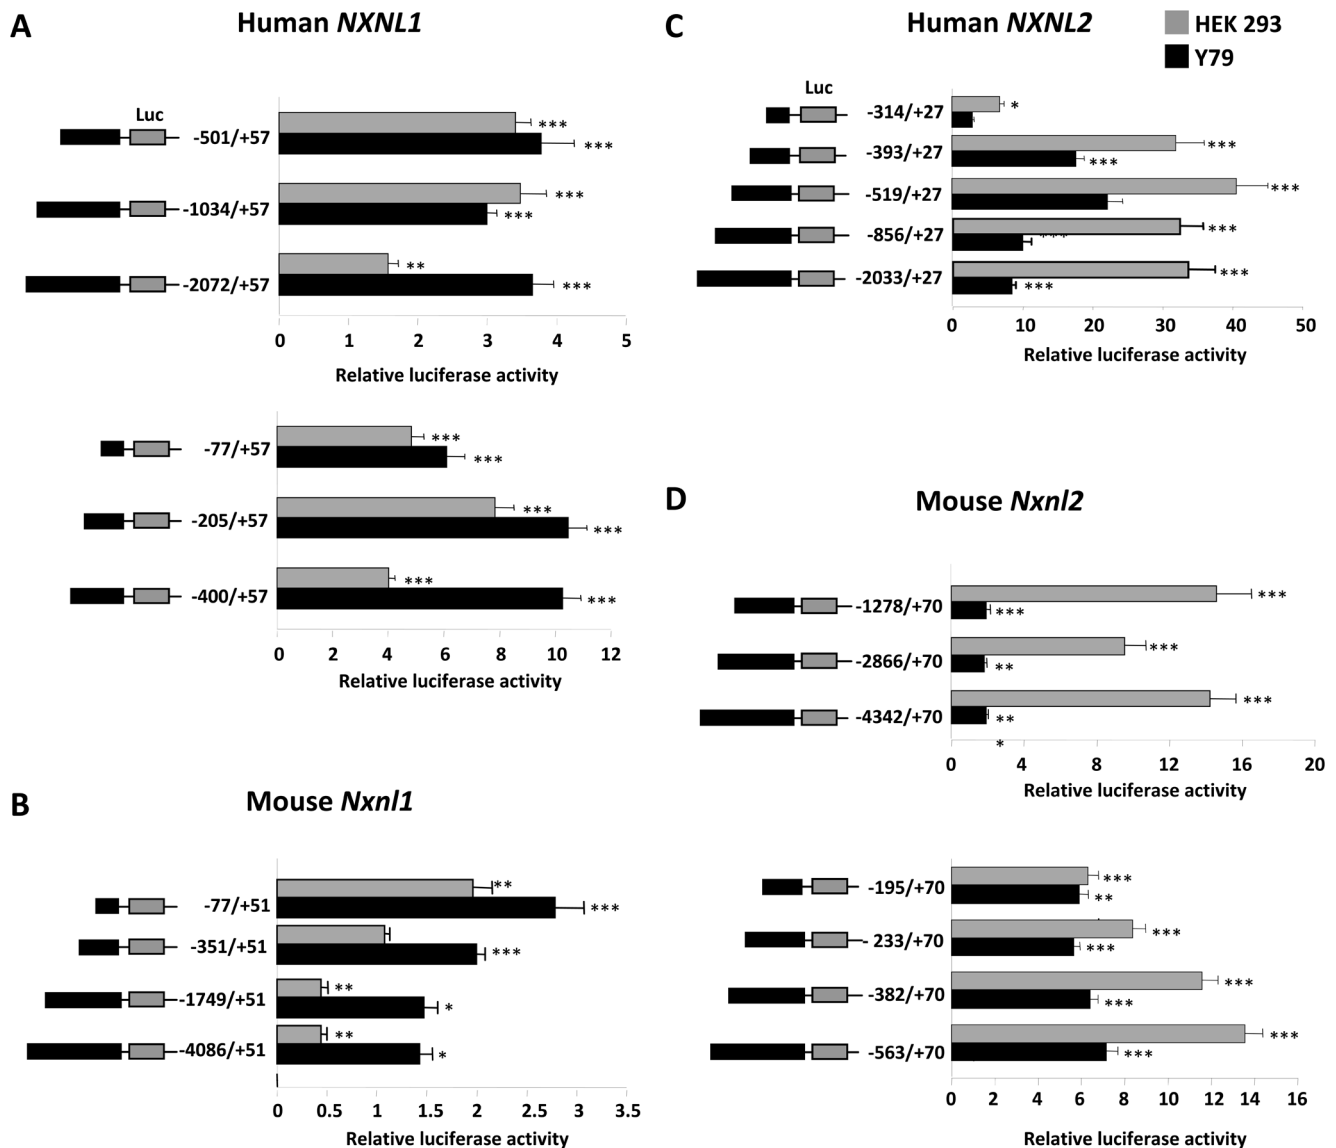 A
Human NXNL1
Luc
-501/+57
***
***
-1034/+57
***
***
-2072/+57
**
***
0 1 2 3 4 5
Relative luciferase activity
-77/+57
***
***
-205/+57
***
***
-400/+57
***
***
0 2 4 6 8 10 12
Relative luciferase activity
B
Mouse Nxnl1
-77/+51
**
***
-351/+51
***
-1749/+51
**
*
-4086/+51
**
*
0 0.5 1 1.5 2 2.5 3 3.5
Relative luciferase activity
C
Human NXNL2
HEK 293
Y79
Luc
-314/+27
*
-393/+27
***
***
-519/+27
***
-856/+27
***
***
-2033/+27
***
***
0 10 20 30 40 50
Relative luciferase activity
D
Mouse Nxnl2
-1278/+70
***
***
-2866/+70
***
**
-4342/+70
***
**
*
0 4 8 12 16 20
Relative luciferase activity
-195/+70
***
**
- 233/+70
***
***
-382/+70
***
***
-563/+70
***
***
0 2 4 6 8 10 12 14 16
Relative luciferase activity